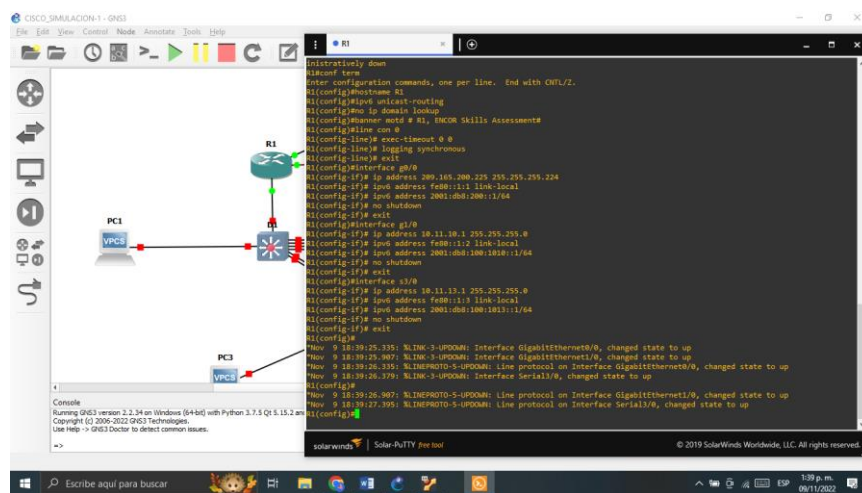 CISCO_SIMULACION-1 - GNS3
File Edit View Control Node Annotate Tools Help
R1
PC1
VPCS
PC3
VPCS
Console
Running GNS3 version 2.2.34 on Windows (64-bit) with Python 3.7.5 Qt 5.15.2 an
Copyright (c) 2006-2022 GNS3 Technologies.
Use Help -> GNS3 Doctor to detect common issues.
=>
R1
inistratively down
R1#conf term
Enter configuration commands, one per line. End with CNTL/Z.
R1(config)#hostname R1
R1(config)#ipv6 unicast-routing
R1(config)#no ip domain lookup
R1(config)#banner motd # R1, ENCOR Skills Assessment#
R1(config)#line con 0
R1(config-line)# exec-timeout 0 0
R1(config-line)# logging synchronous
R1(config-line)# exit
R1(config)#interface g0/0
R1(config-if)# ip address 209.165.200.225 255.255.255.224
R1(config-if)# ipv6 address fe80::1:1 link-local
R1(config-if)# ipv6 address 2001:db8:200::1/64
R1(config-if)# no shutdown
R1(config-if)# exit
R1(config)#interface g1/0
R1(config-if)# ip address 10.11.10.1 255.255.255.0
R1(config-if)# ipv6 address fe80::1:2 link-local
R1(config-if)# ipv6 address 2001:db8:100:1010::1/64
R1(config-if)# no shutdown
R1(config-if)# exit
R1(config)#interface s3/0
R1(config-if)# ip address 10.11.13.1 255.255.255.0
R1(config-if)# ipv6 address fe80::1:3 link-local
R1(config-if)# ipv6 address 2001:db8:100:1013::1/64
R1(config-if)# no shutdown
R1(config-if)# exit
R1(config)#
*Nov 9 18:39:25.335: %LINK-3-UPDOWN: Interface GigabitEthernet0/0, changed state to up
*Nov 9 18:39:25.907: %LINK-3-UPDOWN: Interface GigabitEthernet1/0, changed state to up
*Nov 9 18:39:26.335: %LINEPROTO-5-UPDOWN: Line protocol on Interface GigabitEthernet0/0, changed state to up
*Nov 9 18:39:26.379: %LINK-3-UPDOWN: Interface Serial3/0, changed state to up
R1(config)#
*Nov 9 18:39:26.907: %LINEPROTO-5-UPDOWN: Line protocol on Interface GigabitEthernet1/0, changed state to up
*Nov 9 18:39:27.395: %LINEPROTO-5-UPDOWN: Line protocol on Interface Serial3/0, changed state to up
R1(config)#
solarwinds Solar-PuTTY free tool © 2019 SolarWinds Worldwide, LLC. All rights reserved.
Escribe aquí para buscar
ESP
1:39 p. m.
09/11/2022